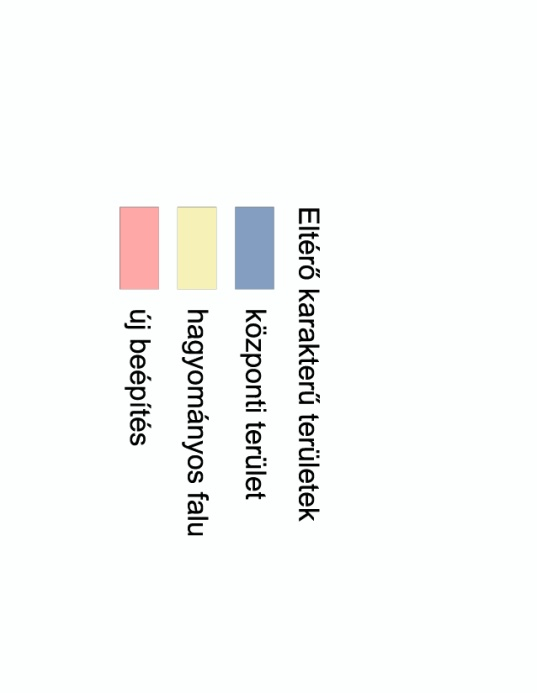 Eltérő karakterű területek
központi terület
hagyományos falu
új beépítés